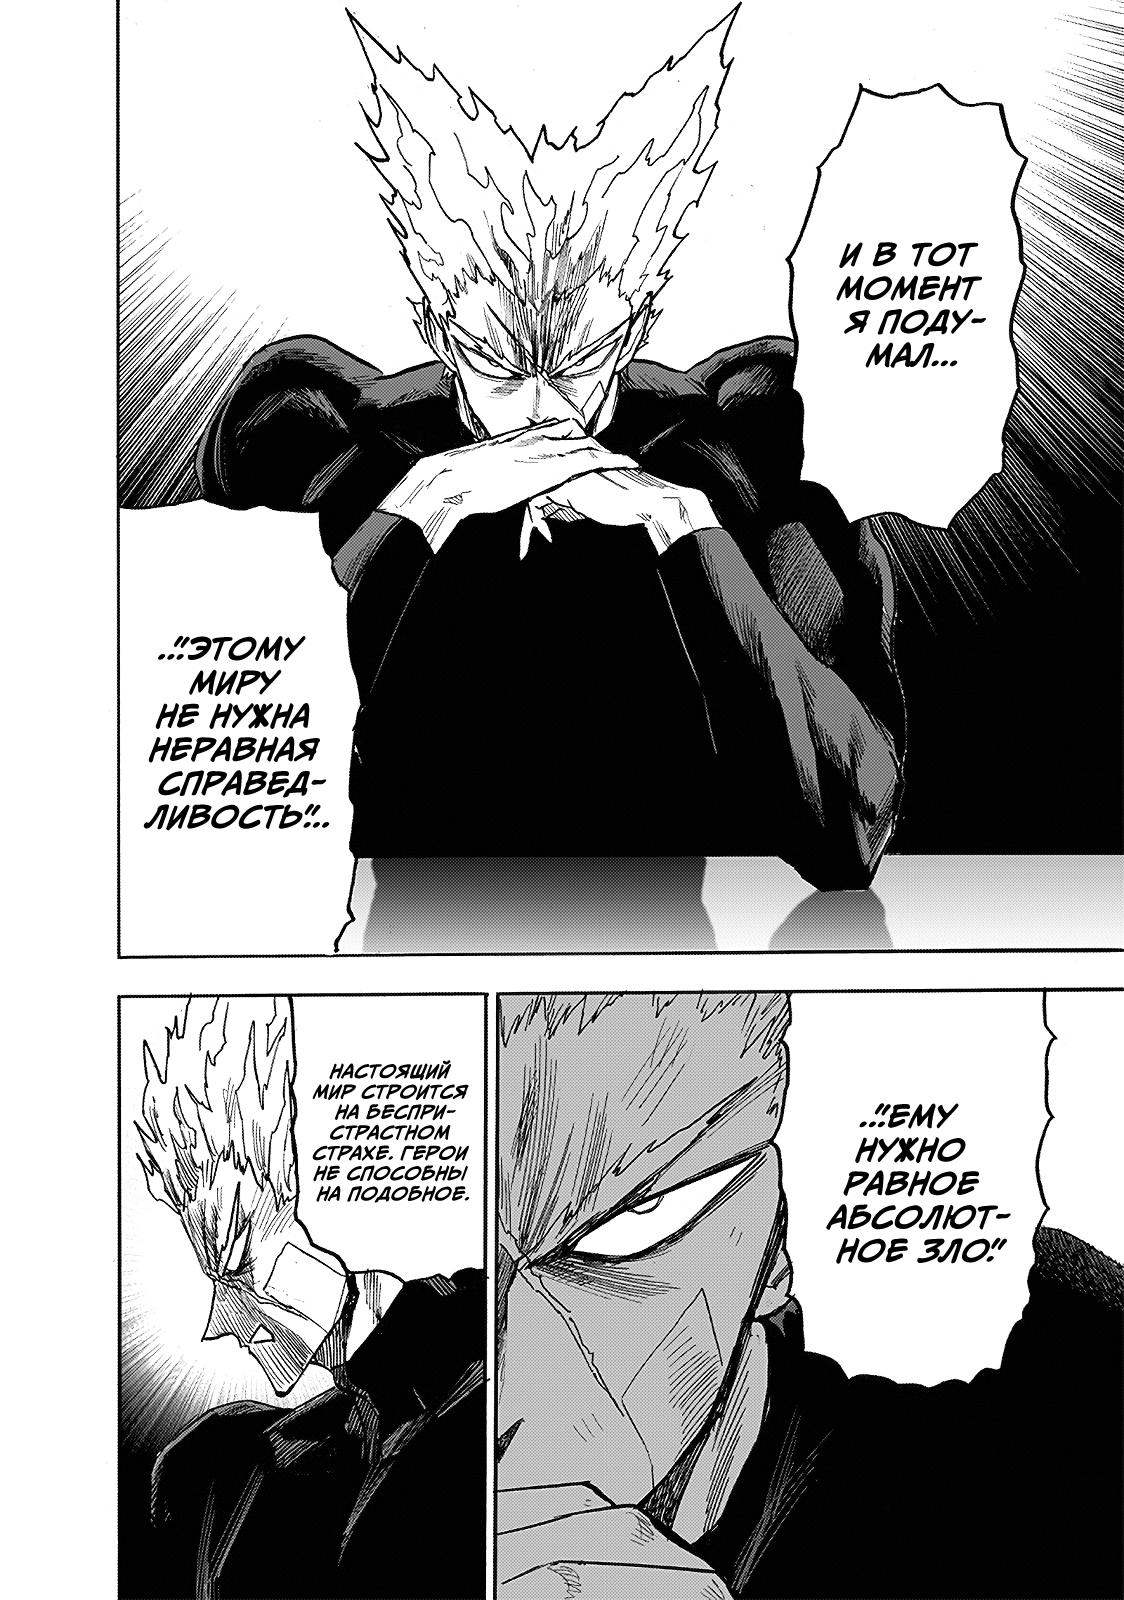 И В ТОТ
МОМЕНТ
Я ПОДУ-
МАЛ...
..."ЭТОМУ
МИРУ
НЕ НУЖНА
НЕРАВНАЯ
СПРАВЕД-
ЛИВОСТЬ"...
..."ЕМУ
НУЖНО
РАВНОЕ
АБСОЛЮТ-
НОЕ ЗЛО."
НАСТОЯЩИЙ
МИР СТРОИТСЯ
НА БЕСПРИ-
СТРАСТНОМ
СТРАХЕ. ГЕРОИ
НЕ СПОСОБНЫ
НА ПОДОБНОЕ.